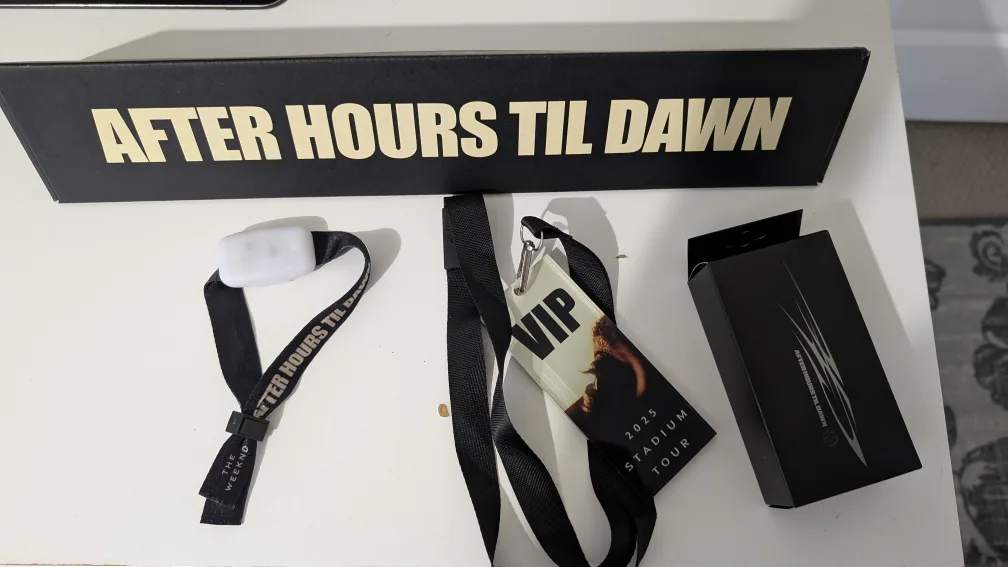 AFTER HOURS TIL DAWN
AFTER HOURS TIL DAWN
THE
WEEKND
VIP
2025
STADIUM
TOUR
AFTER HOURS TIL DAWN